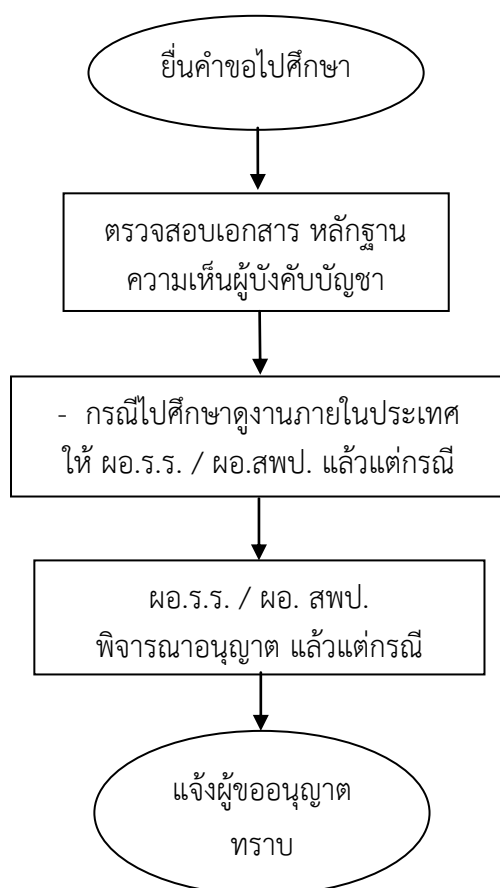 ยื่นคำขอไปศึกษา
ตรวจสอบเอกสาร หลักฐาน
ความเห็นผู้บังคับบัญชา
- กรณีไปศึกษาดูงานภายในประเทศ
ให้ ผอ.ร.ร. / ผอ.สพป. แล้วแต่กรณี
ผอ.ร.ร. / ผอ. สพป.
พิจารณาอนุญาต แล้วแต่กรณี
แจ้งผู้ขออนุญาต
ทราบ